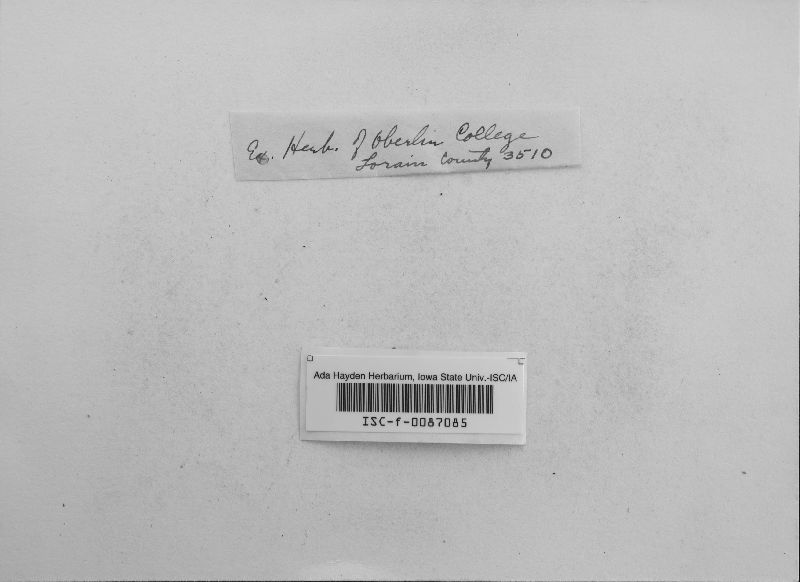 Ex. Herb. of Oberlin College
Lorain County 3510
Ada Hayden Herbarium, Iowa State Univ.-ISC/IA
ISC-f-0087085